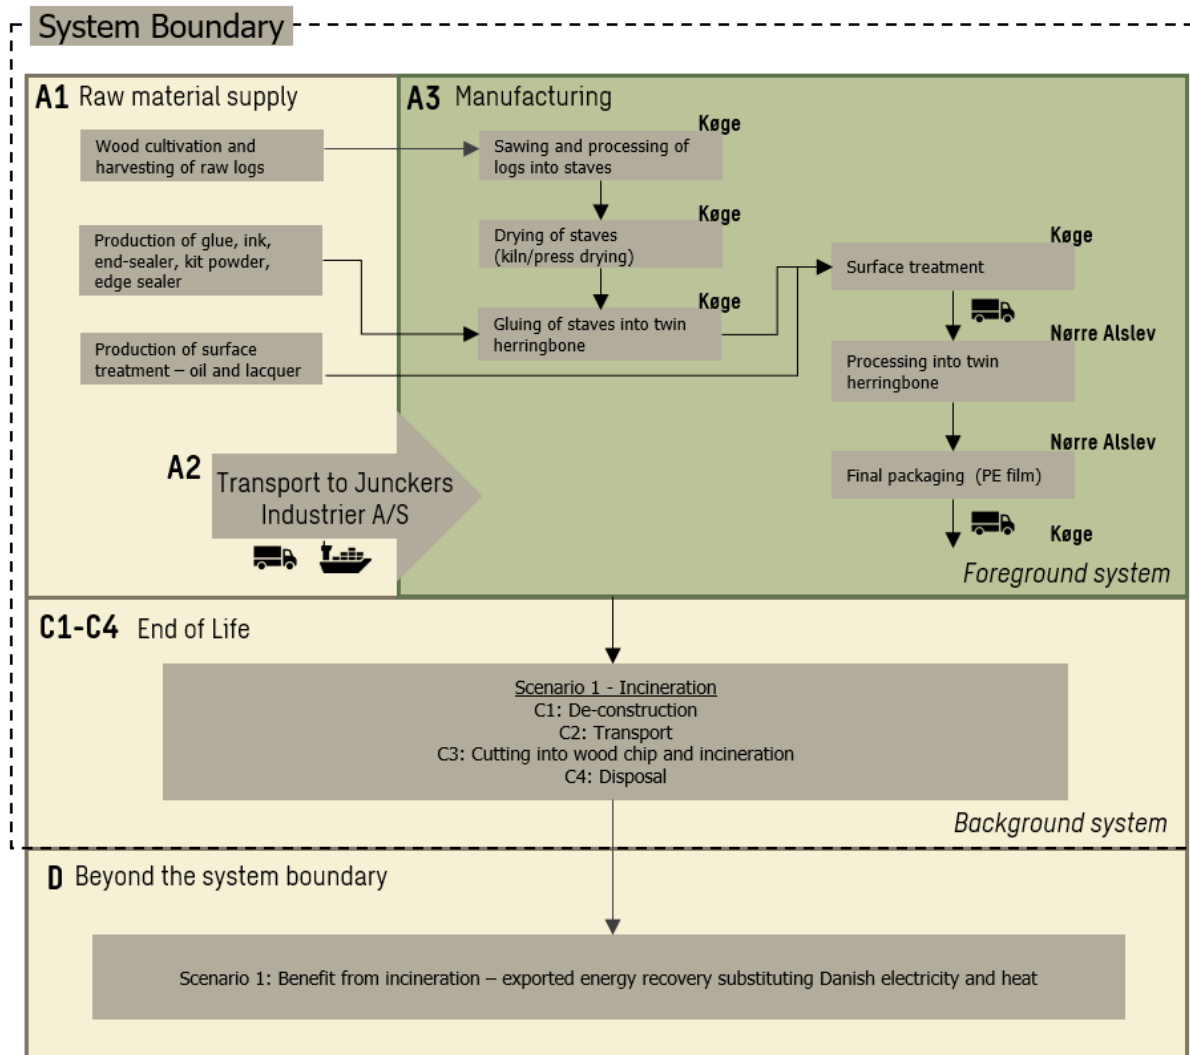 System Boundary
A1 Raw material supply
Wood cultivation and
harvesting of raw logs
Production of glue, ink,
end-sealer, kit powder,
edge sealer
Production of surface
treatment – oil and lacquer
A2
Transport to Junckers
Industrier A/S
A3 Manufacturing
Køge
Sawing and processing of
logs into staves
Køge
Drying of staves
(kiln/press drying)
Køge
Gluing of staves into twin
herringbone
Køge
Surface treatment
Nørre Alslev
Processing into twin
herringbone
Nørre Alslev
Final packaging (PE film)
Køge
Foreground system
C1-C4 End of Life
Scenario 1 - Incineration
C1: De-construction
C2: Transport
C3: Cutting into wood chip and incineration
C4: Disposal
Background system
D Beyond the system boundary
Scenario 1: Benefit from incineration – exported energy recovery substituting Danish electricity and heat